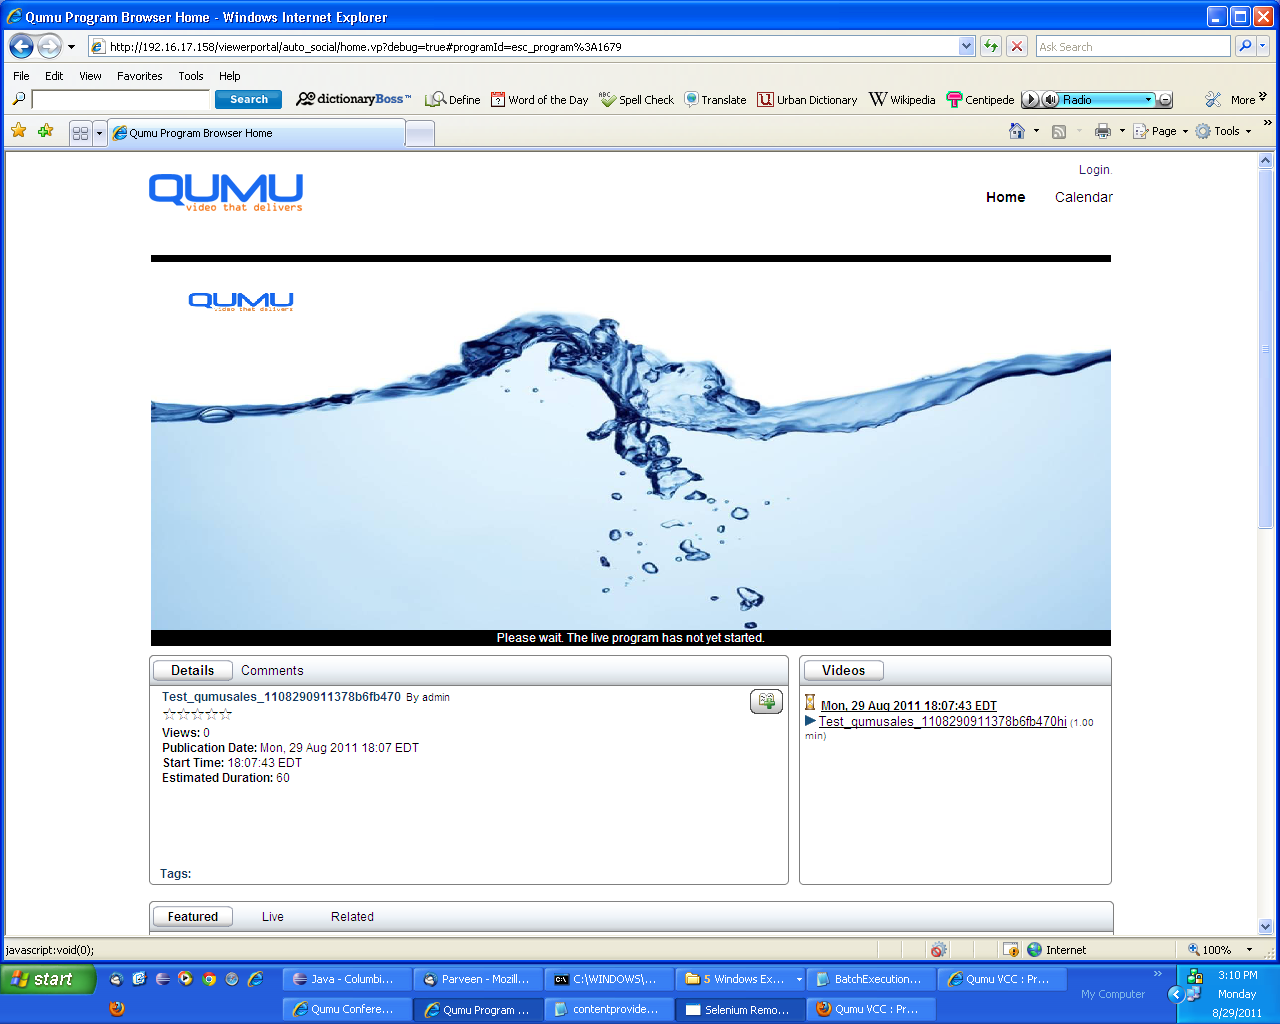 Qumu Program Browser Home - Windows Internet Explorer
http://192.16.17.158/viewerportal/auto_social/home.vp?debug=true#programId=esc_program%3A1679
Ask Search
File Edit View Favorites Tools Help
Search dictionaryBoss™ Define Word of the Day Spell Check Translate Urban Dictionary Wikipedia Centipede Radio More
Qumu Program Browser Home
Page Tools
Login
QUMU
video that delivers
Home Calendar
QUMU
video that delivers
Please wait. The live program has not yet started.
Details Comments
Test_qumusales_1108290911378b6fb470 By admin
Views: 0
Publication Date: Mon, 29 Aug 2011 18:07 EDT
Start Time: 18:07:43 EDT
Estimated Duration: 60
Tags:
Videos
Mon, 29 Aug 2011 18:07:43 EDT
Test_qumusales_1108290911378b6fb470hi (1.00
min)
Featured Live Related
javascript:void(0);
Internet
100%
start
Java - Columbi...
Parveen - Mozill...
C:\WINDOWS\...
5 Windows Ex...
BatchExecution...
Qumu VCC : Pr...
Qumu Confere...
Qumu Program ...
contentprovide...
Selenium Remo...
Qumu VCC : Pr...
My Computer
3:10 PM
Monday
8/29/2011